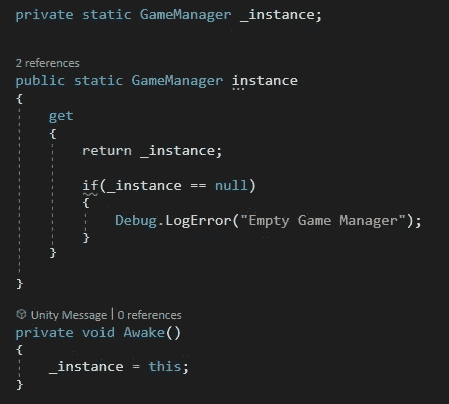 private static GameManager _instance;
2 references
public static GameManager instance
{
get
{
return _instance;
if(_instance == null)
{
Debug.LogError("Empty Game Manager");
}
}
}
Unity Message | 0 references
private void Awake()
{
_instance = this;
}